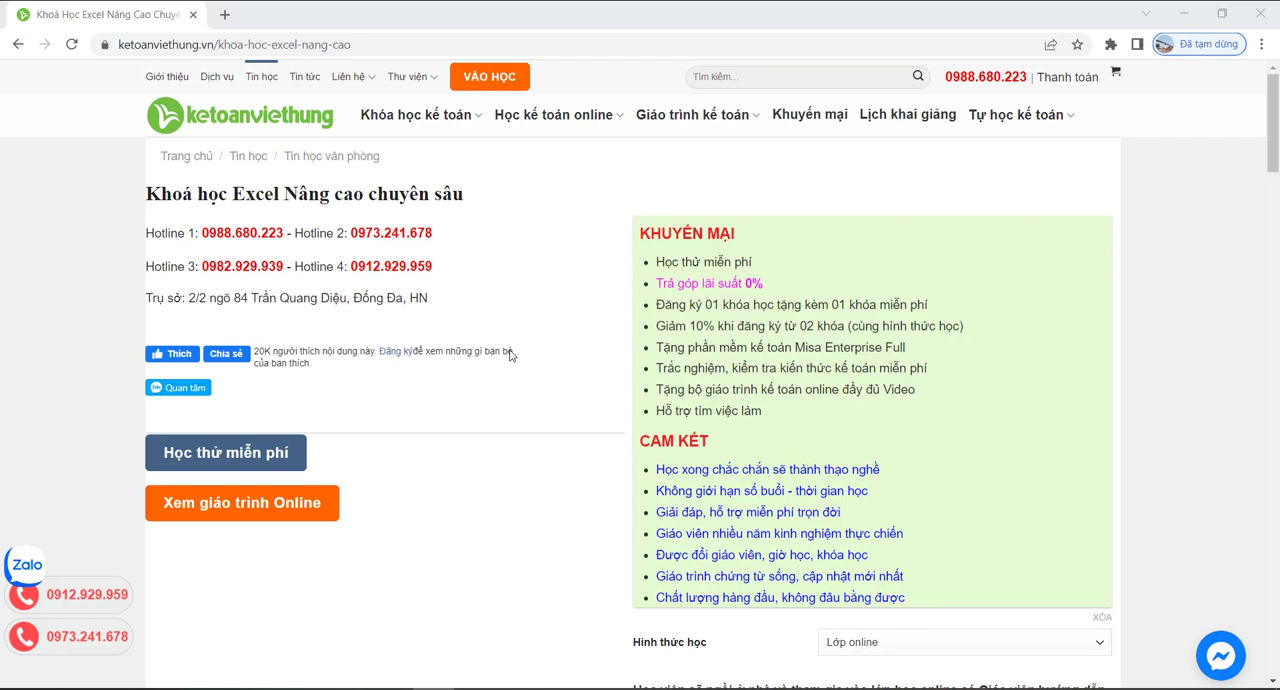 Khoá Học Excel Nâng Cao Chuyê
ketoanviethung.vn/khoa-hoc-excel-nang-cao
Đã tạm dừng
Giới thiệu Dịch vụ Tin học Tin tức Liên hệ Thư viện VÀO HỌC Tìm kiếm... 0988.680.223 | Thanh toán
ketoanviethung Khóa học kế toán Học kế toán online Giáo trình kế toán Khuyến mại Lịch khai giảng Tự học kế toán
Trang chủ / Tin học / Tin học văn phòng
Khoá học Excel Nâng cao chuyên sâu
Hotline 1: 0988.680.223 - Hotline 2: 0973.241.678
Hotline 3: 0982.929.939 - Hotline 4: 0912.929.959
Trụ sở: 2/2 ngõ 84 Trần Quang Diệu, Đống Đa, HN
Thích Chia sẻ 20K người thích nội dung này. Đăng ký để xem những gì bạn bè
của bạn thích.
Zalo Quan tâm
Học thử miễn phí
Xem giáo trình Online
KHUYẾN MẠI
Học thử miễn phí
Trả góp lãi suất 0%
Đăng ký 01 khóa học tặng kèm 01 khóa miễn phí
Giảm 10% khi đăng ký từ 02 khóa (cùng hình thức học)
Tặng phần mềm kế toán Misa Enterprise Full
Trắc nghiệm, kiểm tra kiến thức kế toán miễn phí
Tặng bộ giáo trình kế toán online đầy đủ Video
Hỗ trợ tìm việc làm
CAM KẾT
Học xong chắc chắn sẽ thành thạo nghề
Không giới hạn số buổi - thời gian học
Giải đáp, hỗ trợ miễn phí trọn đời
Giáo viên nhiều năm kinh nghiệm thực chiến
Được đổi giáo viên, giờ học, khóa học
Giáo trình chứng từ sống, cập nhật mới nhất
Chất lượng hàng đầu, không đâu bằng được
XÓA
Hình thức học Lớp online
Zalo
0912.929.959
0973.241.678